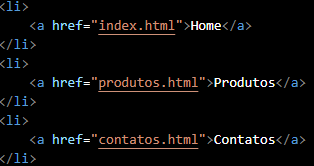 <li>
<a href="index.html">Home</a>
</li>
<li>
<a href="produtos.html">Produtos</a>
</li>
<li>
<a href="contatos.html">Contatos</a>
</li>